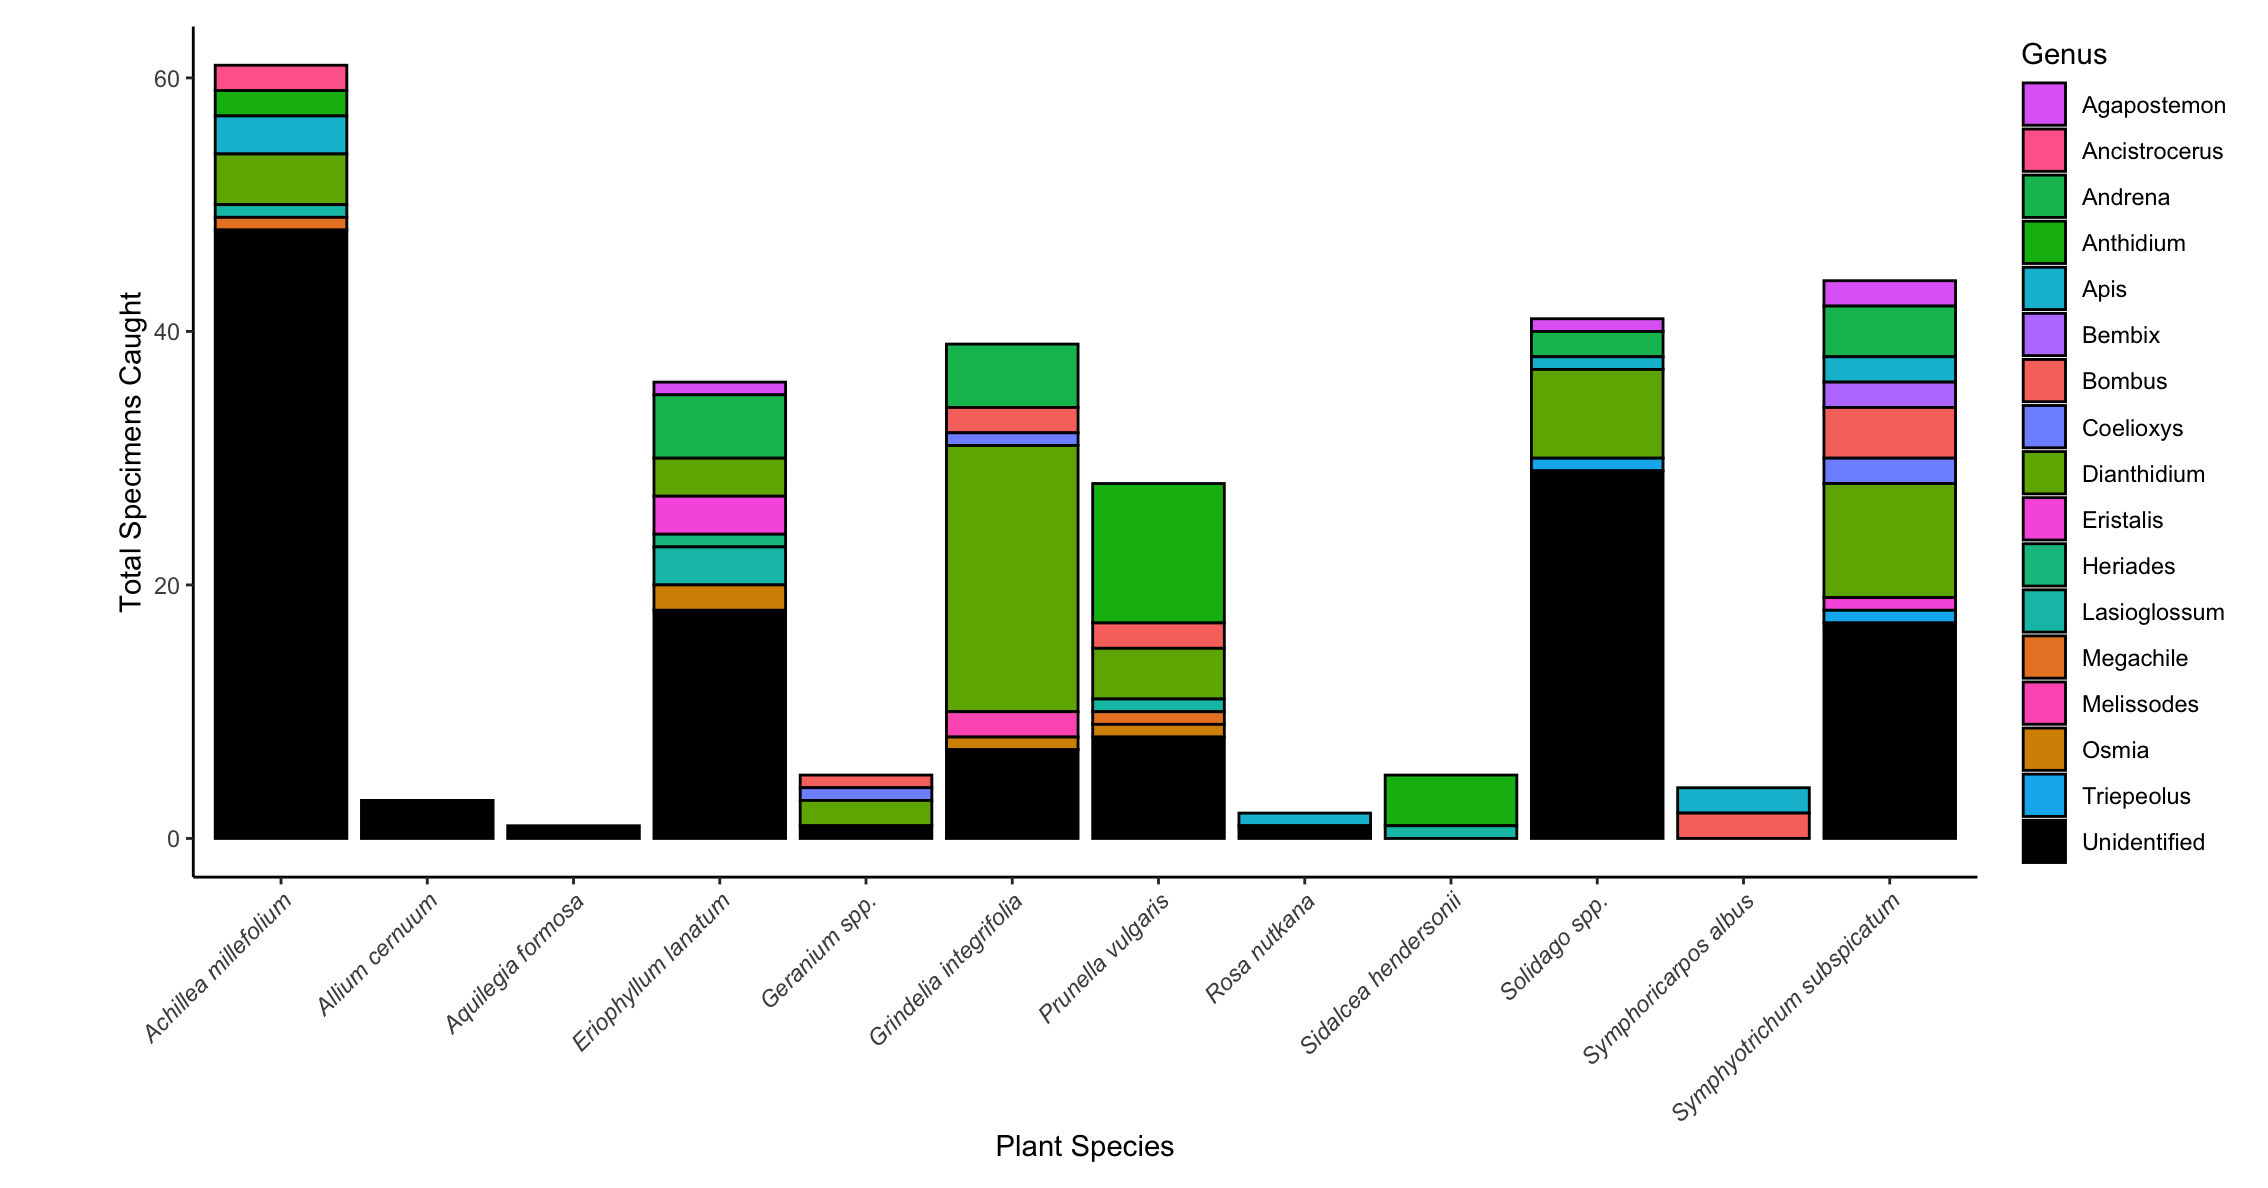 Total Specimens Caught
60
40
20
0
Achillea millefolium
Allium cernuum
Aquilegia formosa
Eriophyllum lanatum
Geranium spp.
Grindelia integrifolia
Prunella vulgaris
Rosa nutkana
Sidalcea hendersonii
Solidago spp.
Symphoricarpos albus
Symphyotrichum subspicatum
Plant Species
Genus
Agapostemon
Ancistrocerus
Andrena
Anthidium
Apis
Bembix
Bombus
Coelioxys
Dianthidium
Eristalis
Heriades
Lasioglossum
Megachile
Melissodes
Osmia
Triepeolus
Unidentified